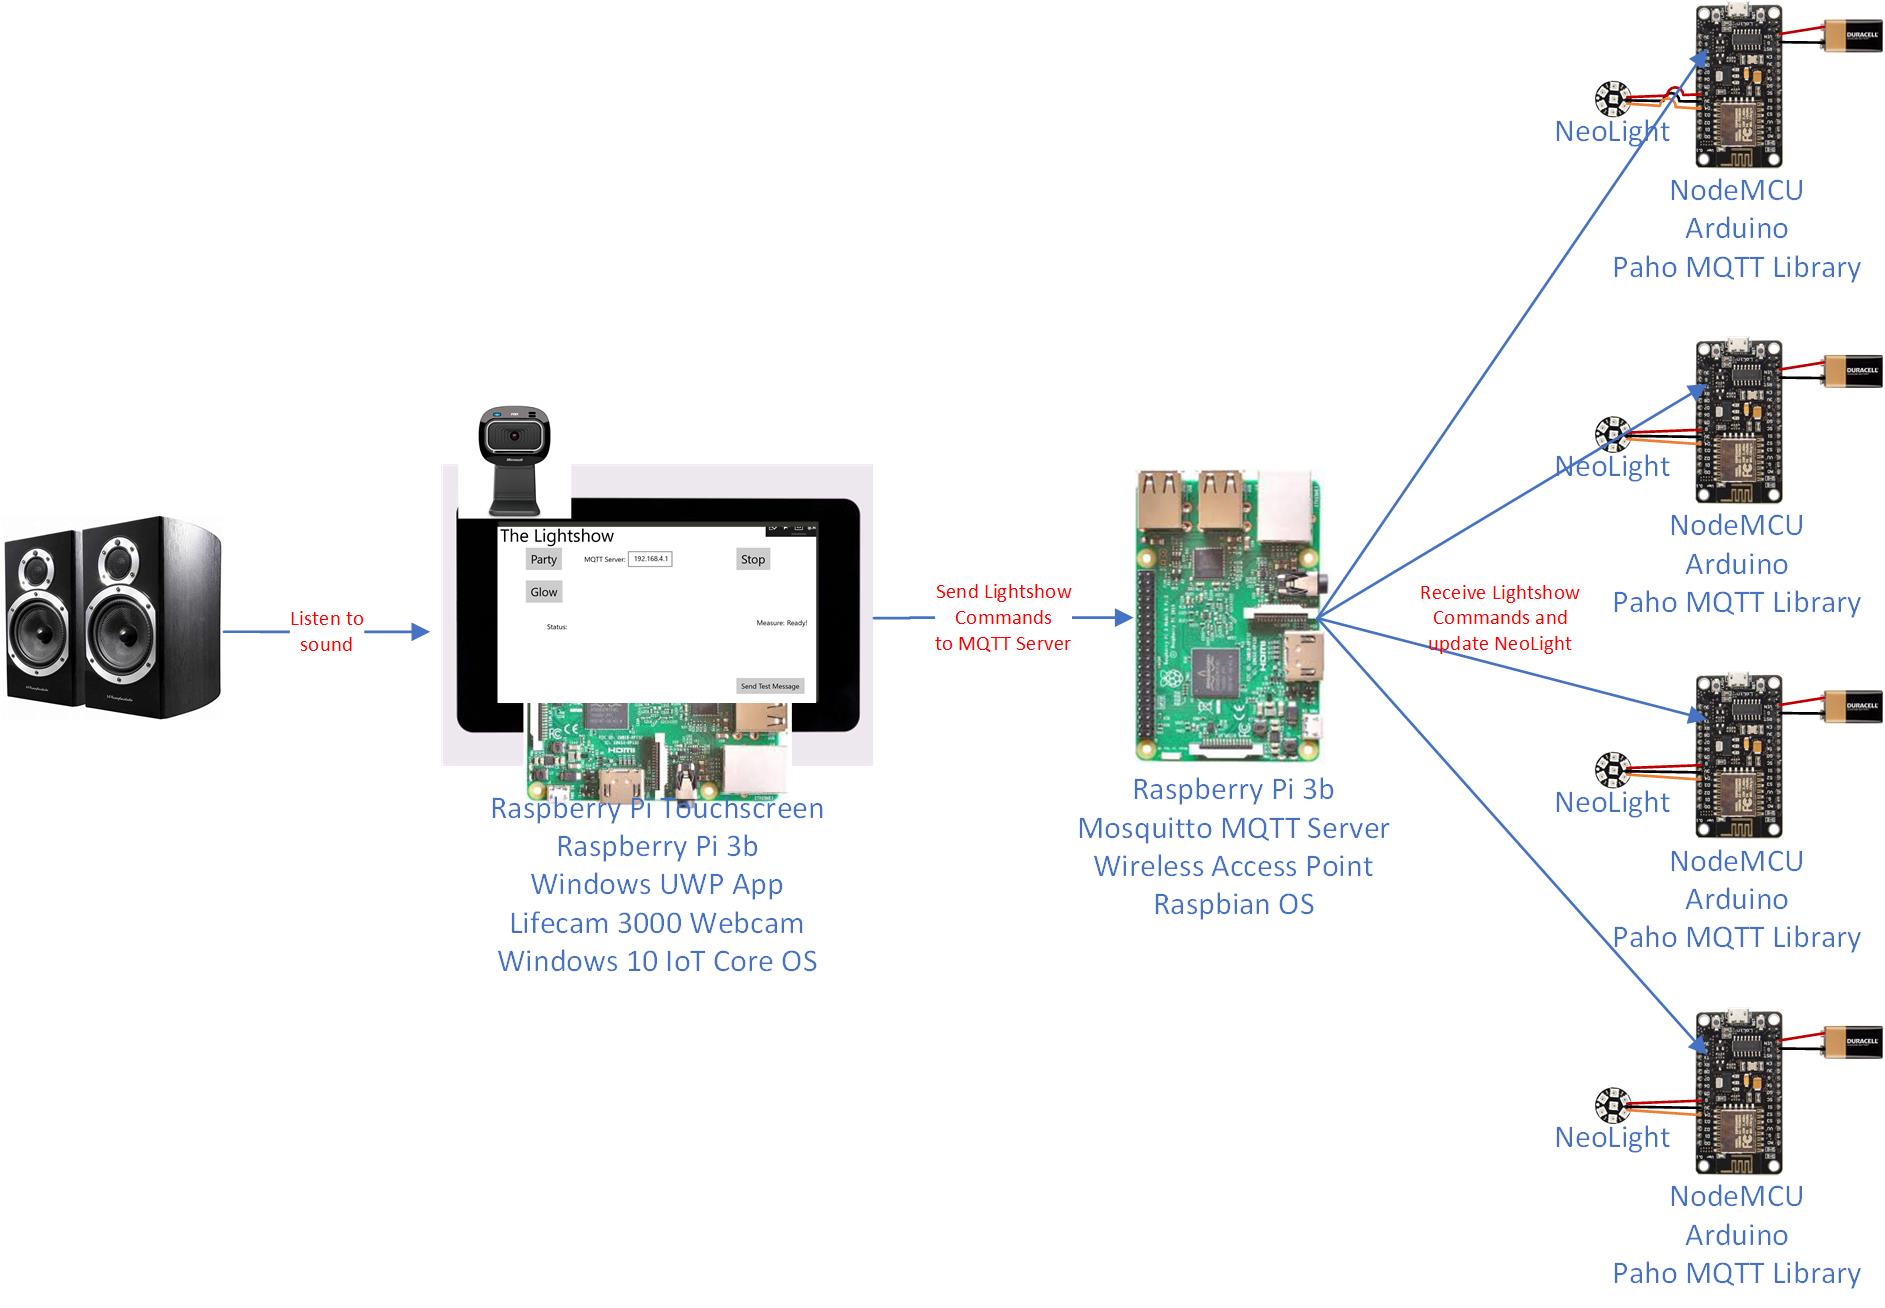 Listen to
sound
The Lightshow
Party
MQTT Server:
192.168.4.1
Stop
Glow
Status:
Measure: Ready!
Send Test Message
HDMI
Raspberry Pi Touchscreen
Raspberry Pi 3b
Windows UWP App
Lifecam 3000 Webcam
Windows 10 IoT Core OS
Send Lightshow
Commands
to MQTT Server
HDMI
Raspberry Pi 3b
Mosquitto MQTT Server
Wireless Access Point
Raspbian OS
Receive Lightshow
Commands and
update NeoLight
DURACELL
NeoLight
NodeMCU
Arduino
Paho MQTT Library
DURACELL
NeoLight
NodeMCU
Arduino
Paho MQTT Library
DURACELL
NeoLight
NodeMCU
Arduino
Paho MQTT Library
DURACELL
NeoLight
NodeMCU
Arduino
Paho MQTT Library